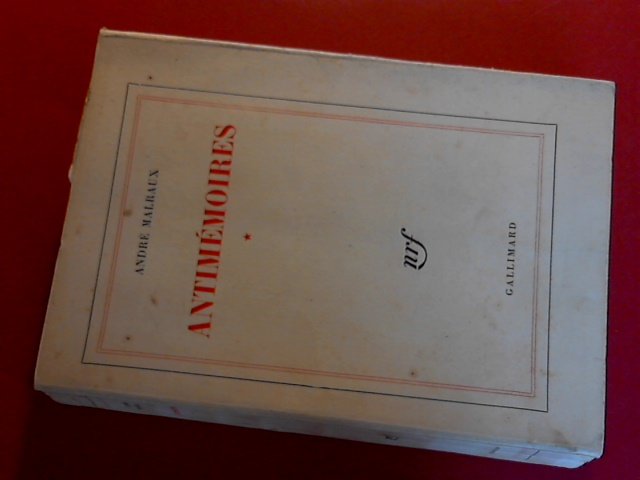 ANDRÉ MALRAUX
ANTIMÉMOIRES
*
nrf
GALLIMARD